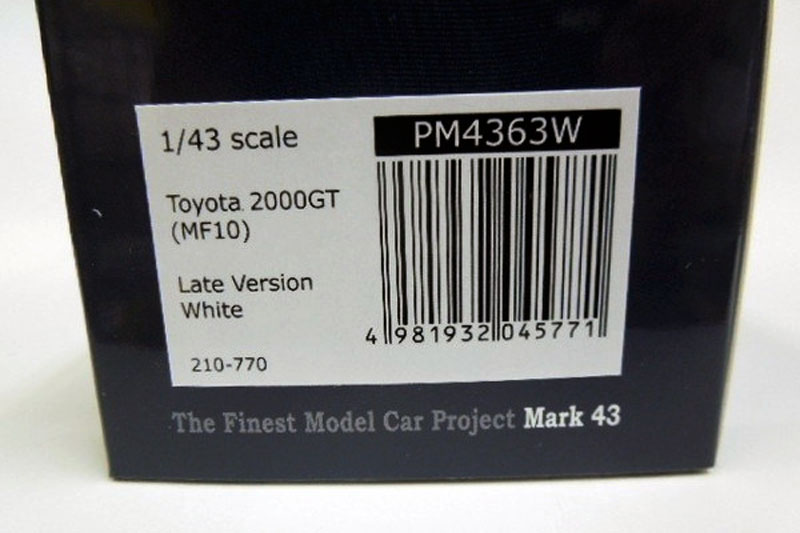 1/43 scale
PM4363W
Toyota 2000GT
(MF10)
Late Version
White
4 981932 045771
210-770
The Finest Model Car Project Mark 43